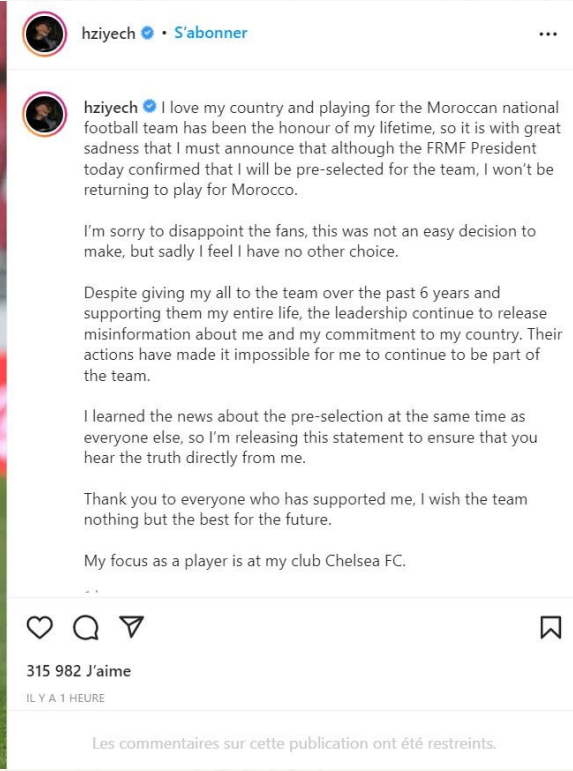 hziyech • S'abonner
hziyech I love my country and playing for the Moroccan national
football team has been the honour of my lifetime, so it is with great
sadness that I must announce that although the FRMF President
today confirmed that I will be pre-selected for the team, I won't be
returning to play for Morocco.
I'm sorry to disappoint the fans, this was not an easy decision to
make, but sadly I feel I have no other choice.
Despite giving my all to the team over the past 6 years and
supporting them my entire life, the leadership continue to release
misinformation about me and my commitment to my country. Their
actions have made it impossible for me to continue to be part of
the team.
I learned the news about the pre-selection at the same time as
everyone else, so I'm releasing this statement to ensure that you
hear the truth directly from me.
Thank you to everyone who has supported me, I wish the team
nothing but the best for the future.
My focus as a player is at my club Chelsea FC.
315 982 J'aime
IL Y A 1 HEURE
Les commentaires sur cette publication ont été restreints.